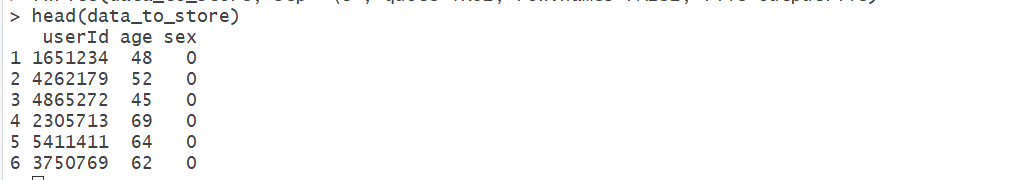 > head(data_to_store)
userId age sex
1 1651234 48 0
2 4262179 52 0
3 4865272 45 0
4 2305713 69 0
5 5411411 64 0
6 3750769 62 0